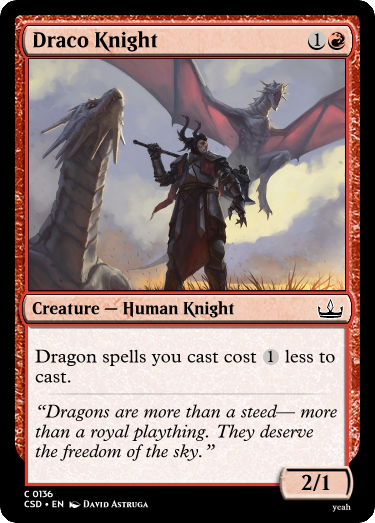 Draco Knight 1
Creature — Human Knight
Dragon spells you cast cost 1 less to
cast.
“Dragons are more than a steed— more
than a royal plaything. They deserve
the freedom of the sky.”
2/1
C 0136
CSD • EN David Astruga
yeah